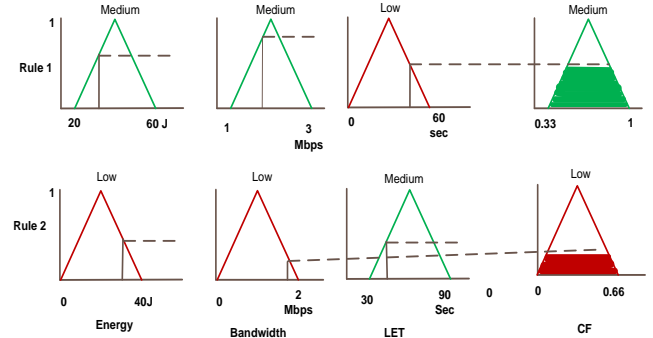 Medium Medium Low Medium
1
Rule 1
20 60 J 1 3 0 60 0.33 1
Mbps sec
Low Low Medium Low
1
Rule 2
0 40J 0 2 30 90 0 0 0.66
Mbps Sec
Energy Bandwidth LET CF